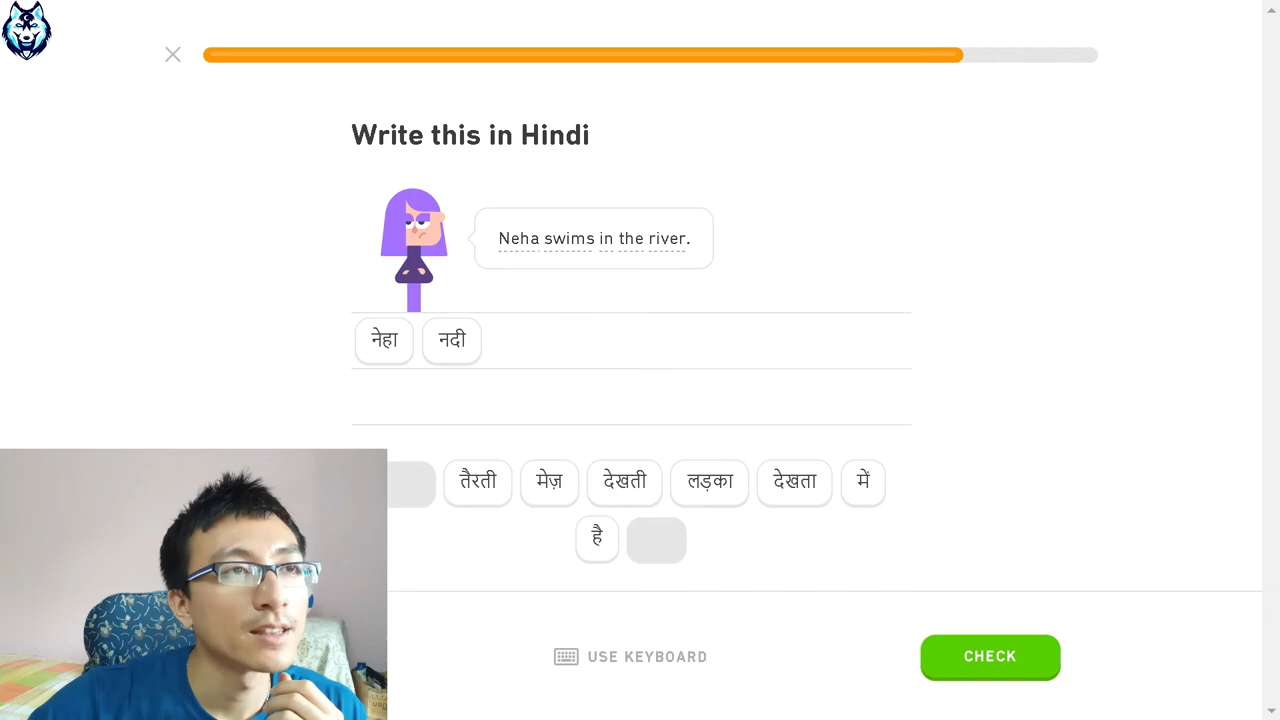 Write this in Hindi
Neha swims in the river.
नेहा नदी
तैरती मेज़ देखती लड़का देखता में
है
USE KEYBOARD
CHECK